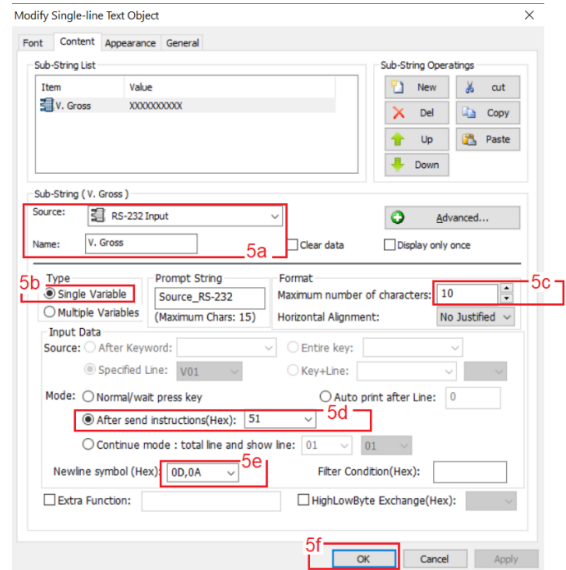 Modify Single-line Text Object
Font Content Appearance General
Sub-String List
Sub-String Operatings
Item Value
V. Gross XXXXXXXXXX
New cut
Del Copy
Up Paste
Down
Sub-String ( V. Gross )
Source: RS-232 Input
Advanced...
Name: V. Gross
5a
Clear data
Display only once
5b
Type
Prompt String
Format
5c
Single Variable
Source_RS-232
Maximum number of characters: 10
Multiple Variables
(Maximum Chars: 15)
Horizontal Alignment: No Justified
Input Data
Source: After Keyword: Entire key:
Specified Line: V01 Key+Line:
Mode: Normal/wait press key Auto print after Line: 0
After send instructions(Hex): 51 5d
Continue mode : total line and show line: 01 01
5e
Newline symbol (Hex): 0D,0A Filter Condition(Hex):
Extra Function: HighLowByte Exchange(Hex):
5f
OK Cancel Apply